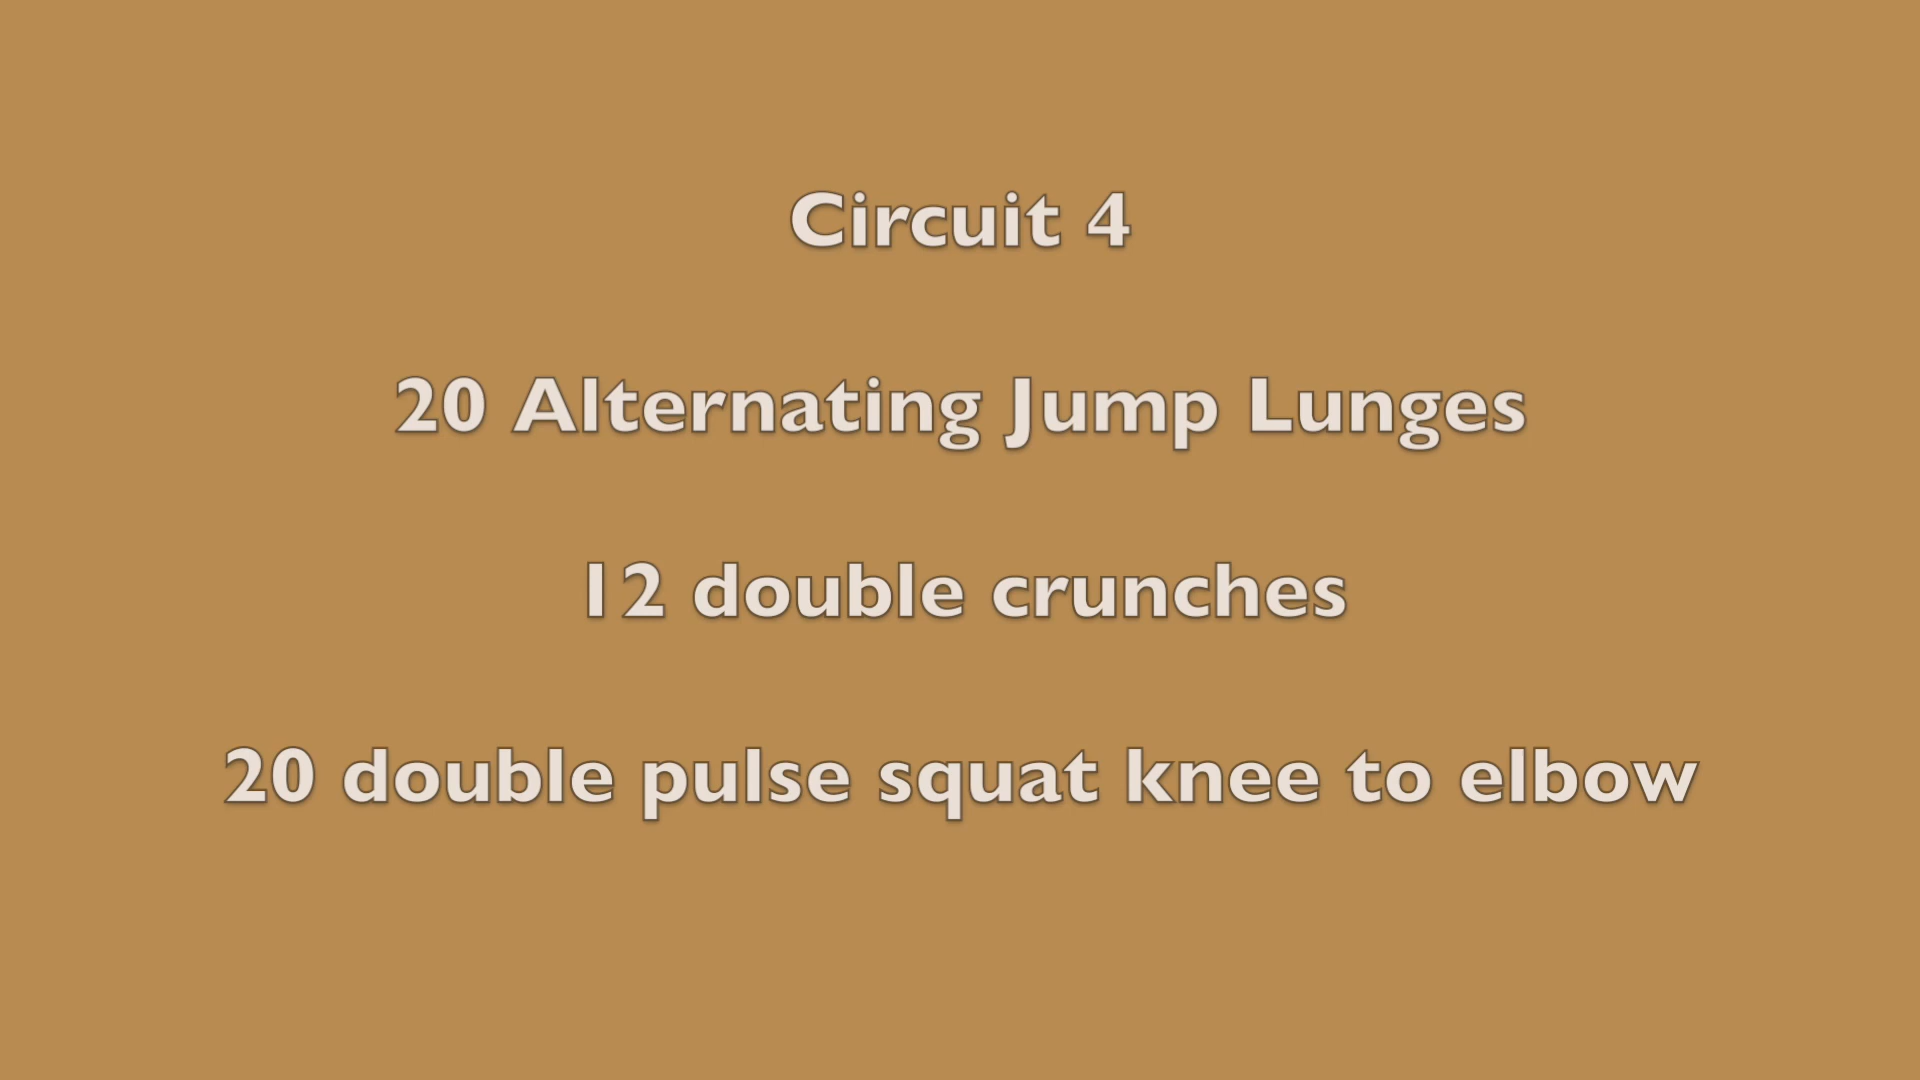 Circuit 4
20 Alternating Jump Lunges
12 double crunches
20 double pulse squat knee to elbow